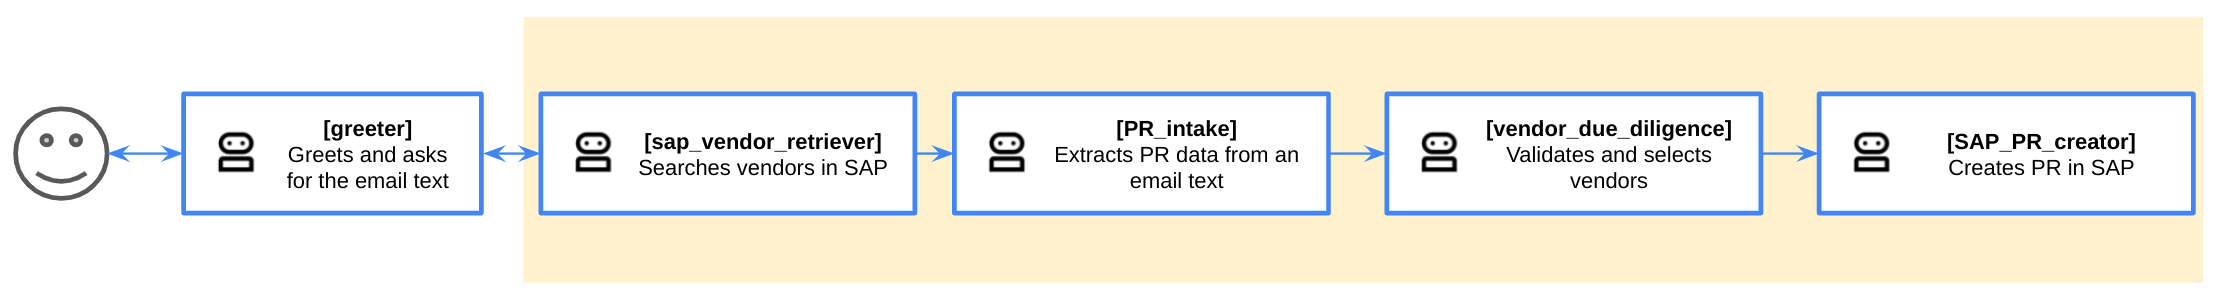 [greeter]
Greets and asks
for the email text
[sap_vendor_retriever]
Searches vendors in SAP
[PR_intake]
Extracts PR data from an
email text
[vendor_due_diligence]
Validates and selects
vendors
[SAP_PR_creator]
Creates PR in SAP